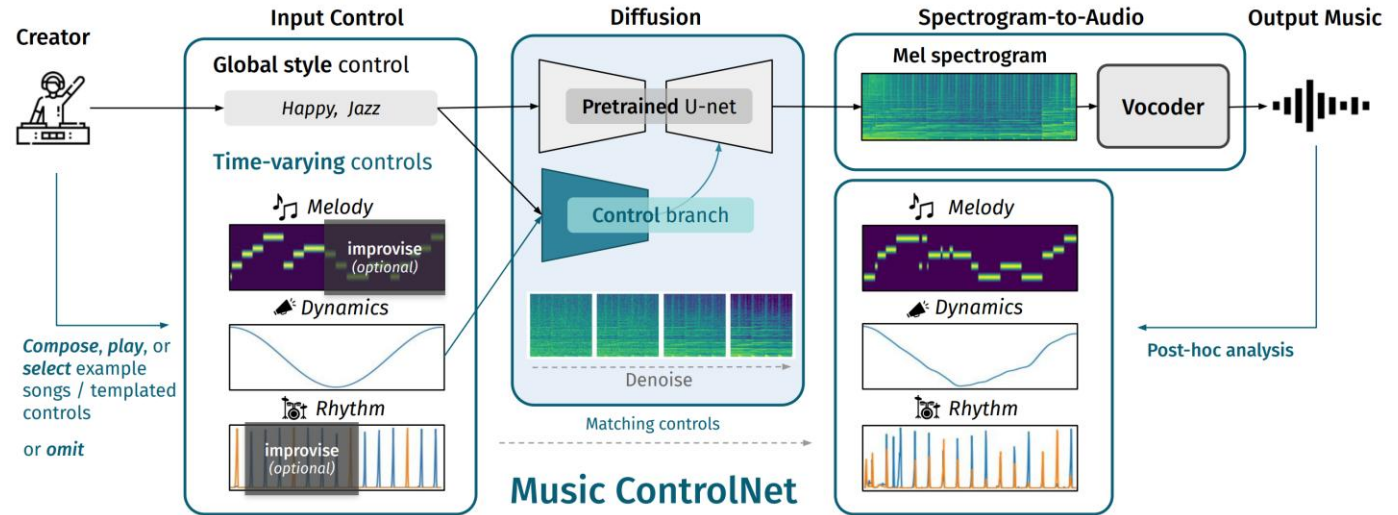 Creator
Input Control
Diffusion
Spectrogram-to-Audio
Output Music
Global style control
Happy, Jazz
Time-varying controls
Melody
improvise
(optional)
Dynamics
Rhythm
improvise
(optional)
Compose, play, or
select example
songs / templated
controls
or omit
Pretrained U-net
Control branch
Denoise
Matching controls
Music ControlNet
Mel spectrogram
Vocoder
Melody
Dynamics
Rhythm
Post-hoc analysis